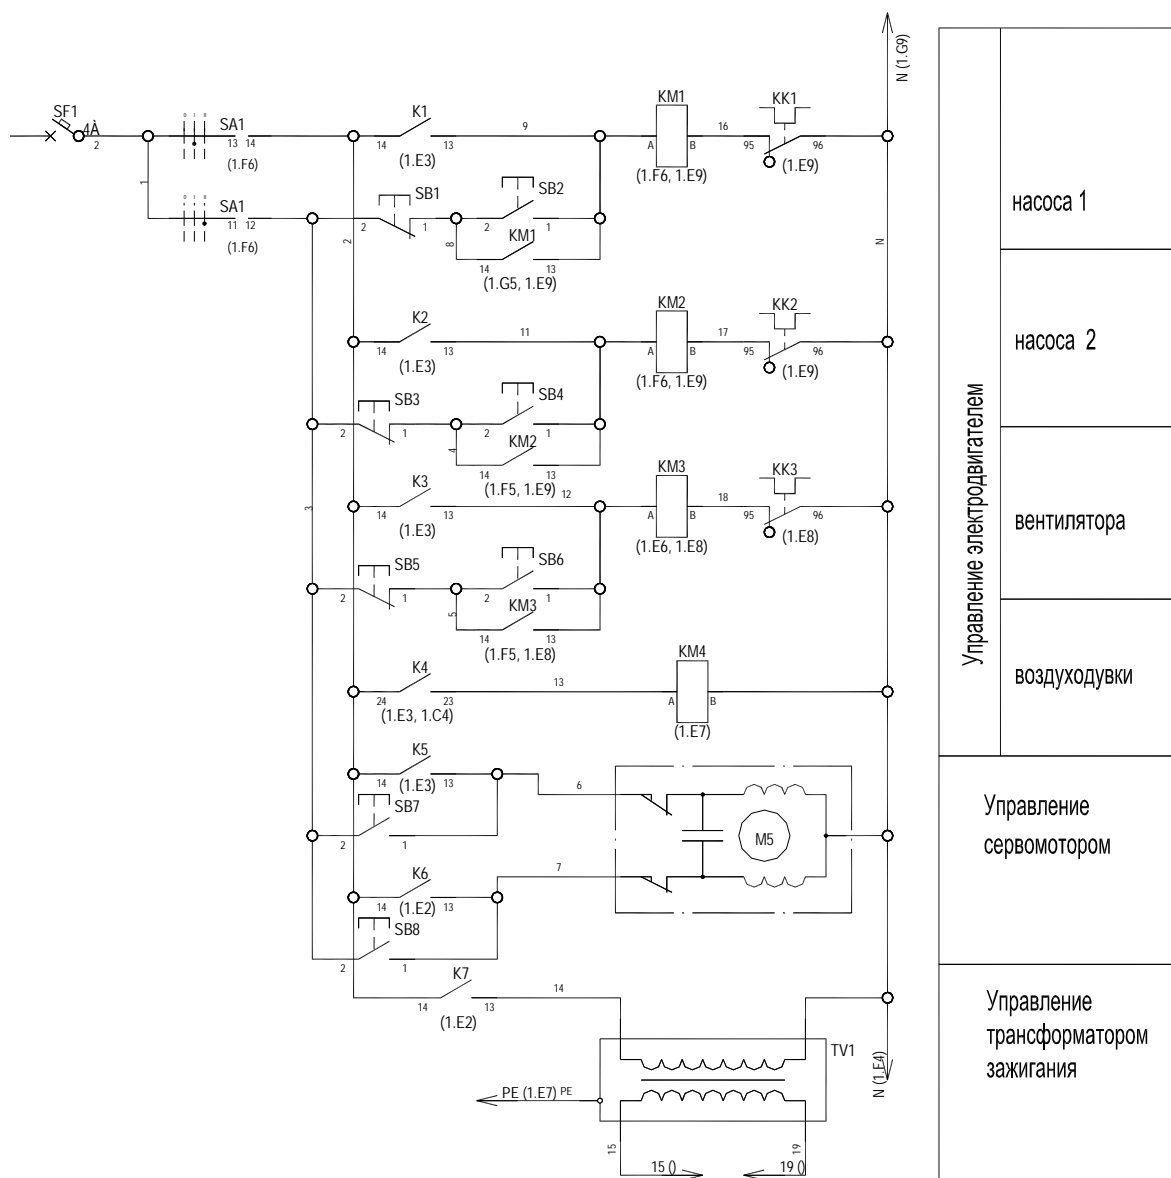 N (1.G9)
SF1
4À
2
SA1
13 14
(1.F6)
K1
14 13
(1.E3)
9
KM1
A B
(1.F6, 1.E9)
16
KK1
95 96
(1.E9)
1
SA1
11 12
(1.F6)
2
SB1
2 1
8
SB2
2 1
KM1
14 13
(1.G5, 1.E9)
N
насоса 1
K2
14 13
(1.E3)
11
KM2
A B
(1.F6, 1.E9)
17
KK2
95 96
(1.E9)
насоса 2
SB3
2 1
4
SB4
2 1
KM2
14 13
(1.F5, 1.E9)
Управление электродвигателем
3
K3
14 13
(1.E3)
12
KM3
A B
(1.E6, 1.E8)
18
KK3
95 96
(1.E8)
вентилятора
SB5
2 1
5
SB6
2 1
KM3
14 13
(1.F5, 1.E8)
K4
24 23
(1.E3, 1.C4)
13
KM4
A B
(1.E7)
воздуходувки
K5
14 13
(1.E3)
6
SB7
2 1
M5
Управление
сервомотором
K6
14 13
(1.E2)
7
SB8
2 1
K7
14 13
(1.E2)
14
TV1
PE (1.E7) PE
N (1.E4)
Управление
трансформатором
зажигания
15
19
15 ()
19 ()